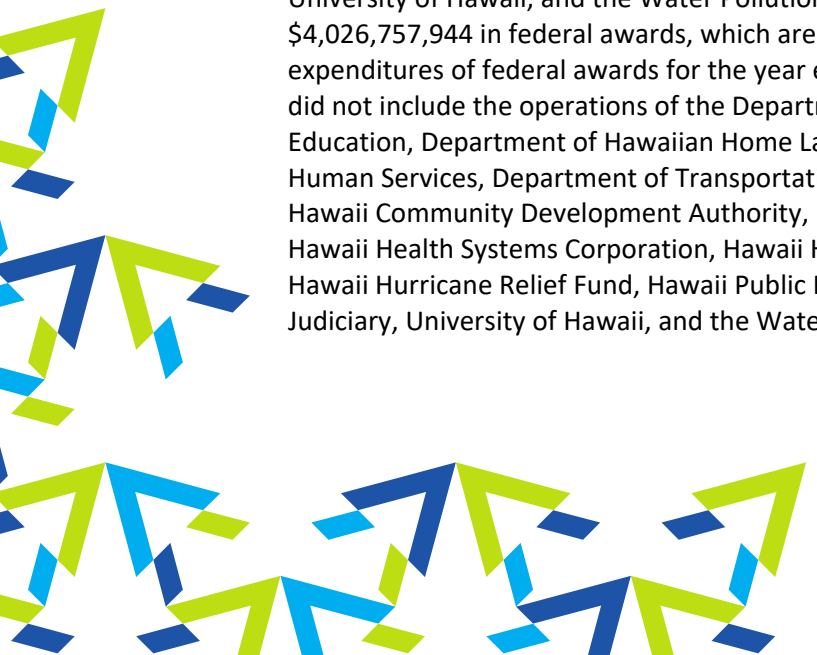 University of Hawaii, and the Water Pollution
$4,026,757,944 in federal awards, which are
expenditures of federal awards for the year
did not include the operations of the
Education, Department of Hawaiian Home
Human Services, Department of
Hawaii Community Development Authority,
Hawaii Health Systems Corporation, Hawaii
Hawaii Hurricane Relief Fund, Hawaii Public
Judiciary, University of Hawaii, and the